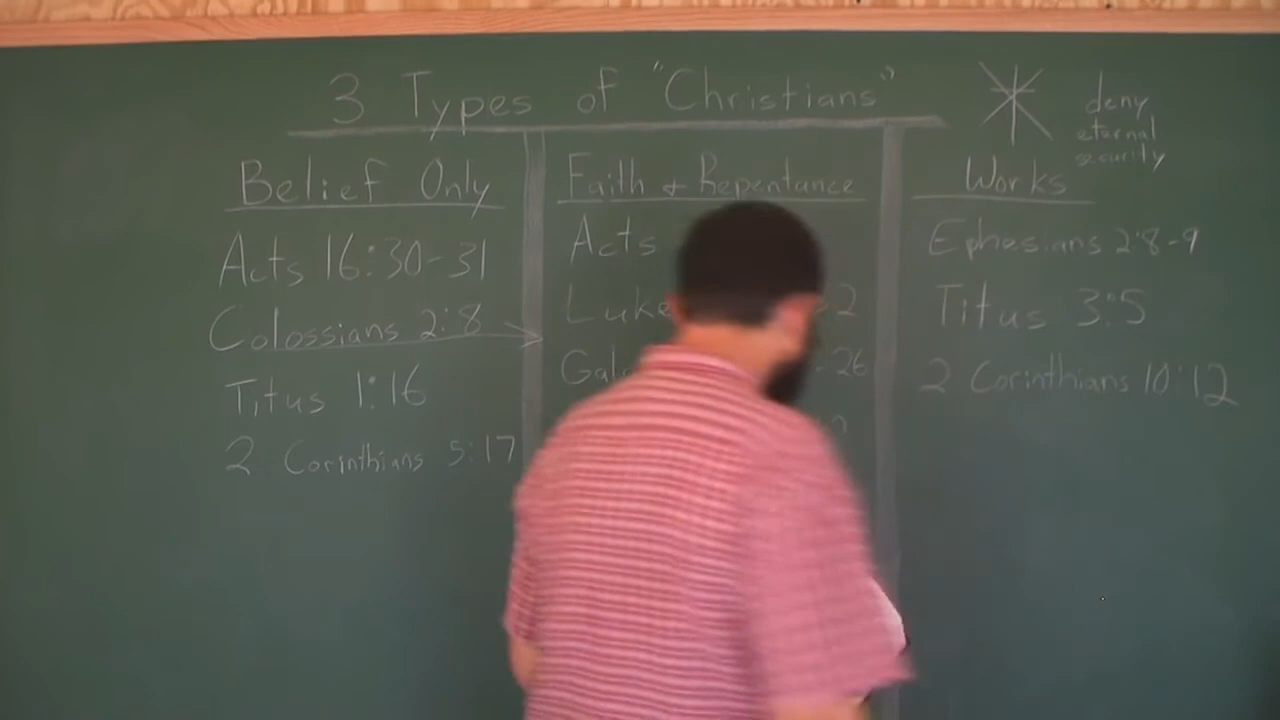 3 Types of "Christians"
deny
eternal
security
Belief Only
Acts 16:30-31
Colossians 2:8
Titus 1:16
2 Corinthians 5:17
Faith & Repentance
Acts
Luke
26
Works
Ephesians 2:8-9
Titus 3:5
2 Corinthians 10:12